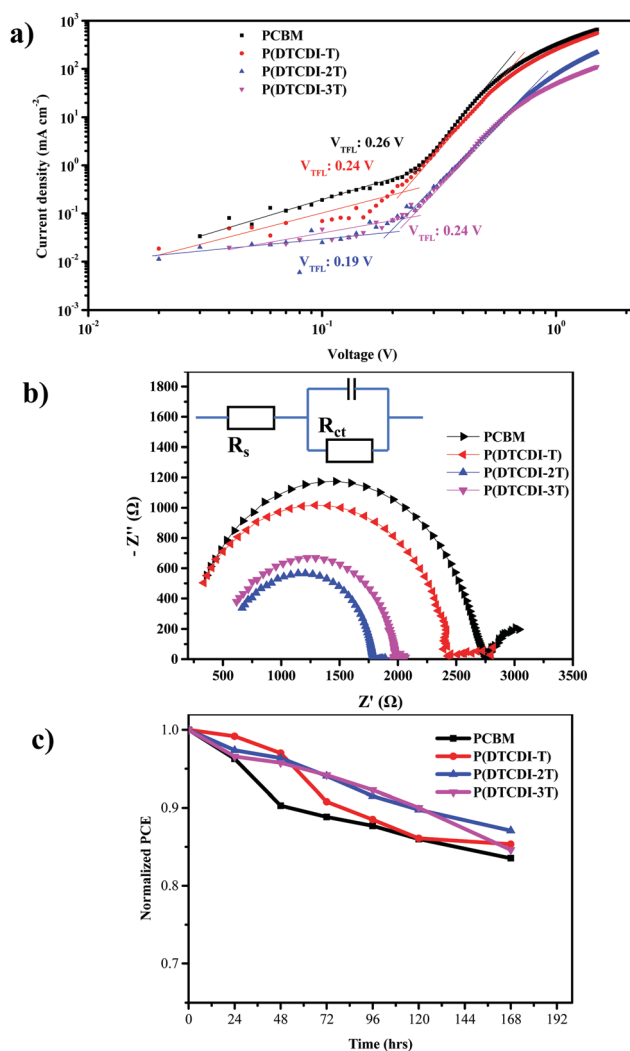 a)
PCBM
P(DTCDI-T)
P(DTCDI-2T)
P(DTCDI-3T)
V_TFL: 0.26 V
V_TFL: 0.24 V
V_TFL: 0.24 V
V_TFL: 0.19 V
Current density (mA cm⁻²)
10³
10²
10¹
10⁰
10⁻¹
10⁻²
10⁻³
10⁻²
10⁻¹
10⁰
Voltage (V)
b)
R_s
R_ct
PCBM
P(DTCDI-T)
P(DTCDI-2T)
P(DTCDI-3T)
- Z'' (Ω)
1800
1600
1400
1200
1000
800
600
400
200
0
500 1000 1500 2000 2500 3000 3500
Z' (Ω)
c)
PCBM
P(DTCDI-T)
P(DTCDI-2T)
P(DTCDI-3T)
Normalized PCE
1.0
0.9
0.8
0.7
0 24 48 72 96 120 144 168 192
Time (hrs)